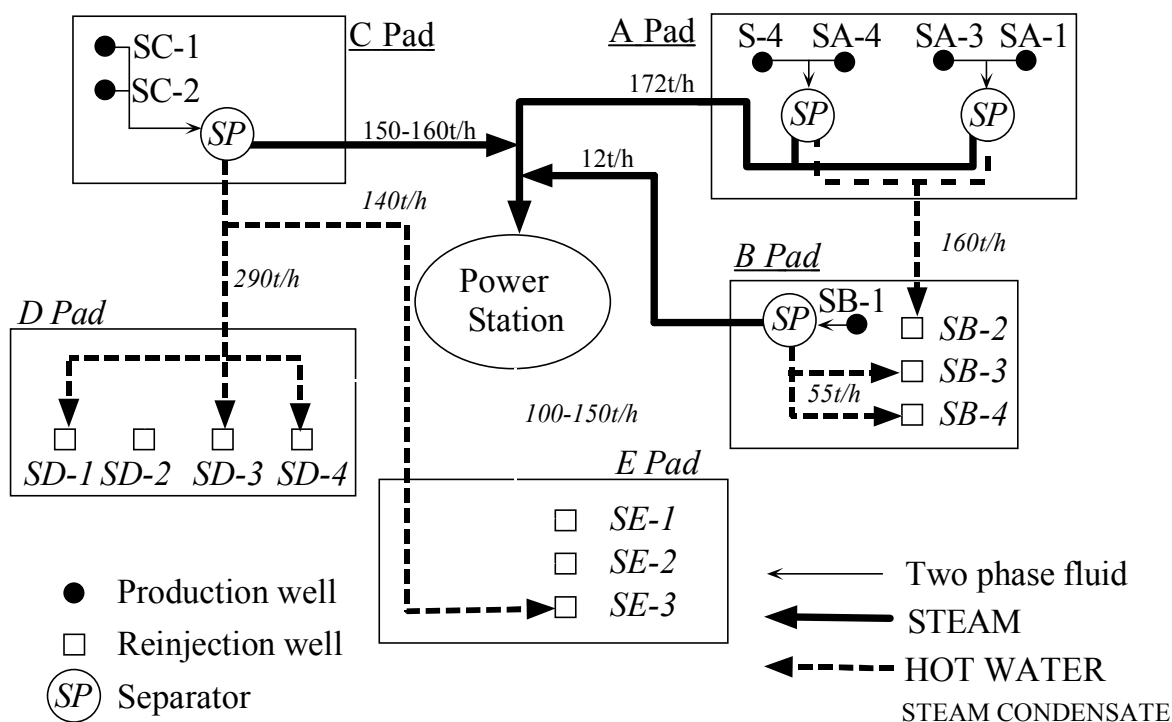 SC-1
SC-2
C Pad
SP
150-160t/h
A Pad
S-4 SA-4
SA-3 SA-1
172t/h
SP
SP
12t/h
140t/h
290t/h
160t/h
Power
Station
B Pad
SB-1
SP
SB-2
SB-3
55t/h
SB-4
D Pad
SD-1 SD-2 SD-3 SD-4
100-150t/h
E Pad
SE-1
SE-2
SE-3
Production well
Reinjection well
SP Separator
Two phase fluid
STEAM
HOT WATER
STEAM CONDENSATE